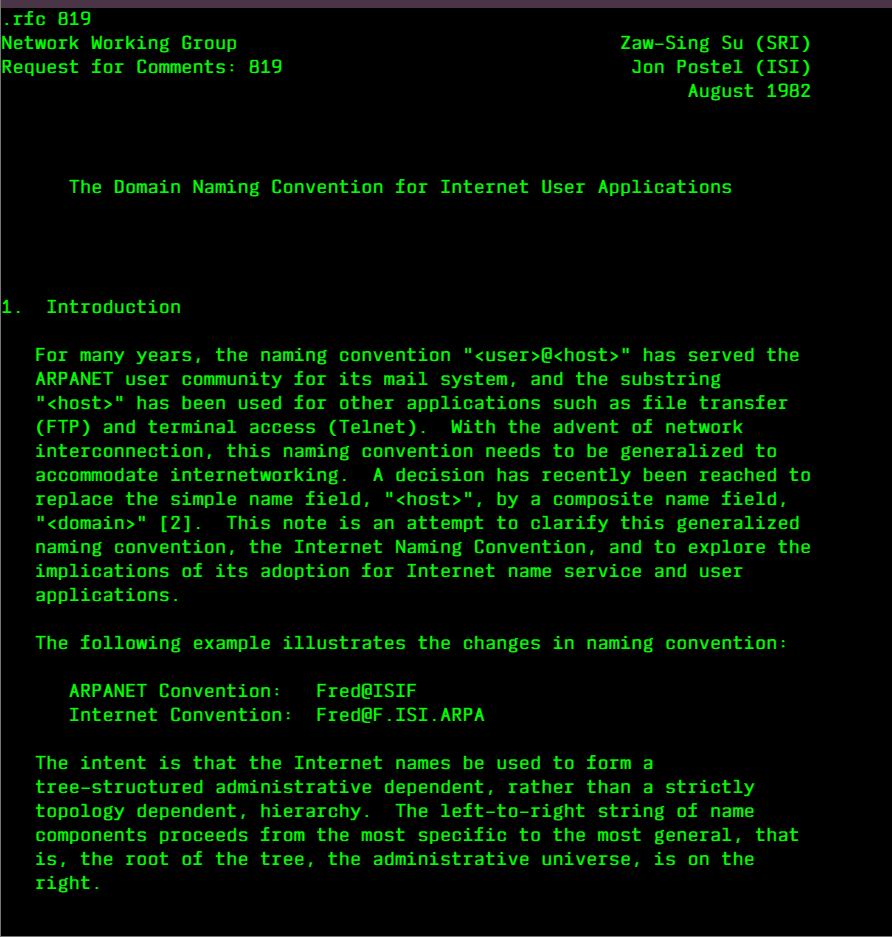 .rfc 819
Network Working Group                                  Zaw-Sing Su (SRI)
Request for Comments: 819                               Jon Postel (ISI)
                                                             August 1982
The Domain Naming Convention for Internet User Applications
1.  Introduction
For many years, the naming convention "<user>@<host>" has served the
ARPANET user community for its mail system, and the substring
"<host>" has been used for other applications such as file transfer
(FTP) and terminal access (Telnet).  With the advent of network
interconnection, this naming convention needs to be generalized to
accommodate internetworking.  A decision has recently been reached to
replace the simple name field, "<host>", by a composite name field,
"<domain>" [2].  This note is an attempt to clarify this generalized
naming convention, the Internet Naming Convention, and to explore the
implications of its adoption for Internet name service and user
applications.
The following example illustrates the changes in naming convention:
ARPANET Convention:   Fred@ISIF
Internet Convention:  Fred@F.ISI.ARPA
The intent is that the Internet names be used to form a
tree-structured administrative dependent, rather than a strictly
topology dependent, hierarchy.  The left-to-right string of name
components proceeds from the most specific to the most general, that
is, the root of the tree, the administrative universe, is on the
right.